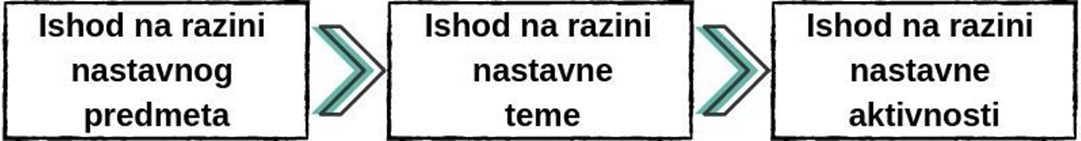 Ishod na razini
nastavnog
predmeta
Ishod na razini
nastavne
teme
Ishod na razini
nastavne
aktivnosti